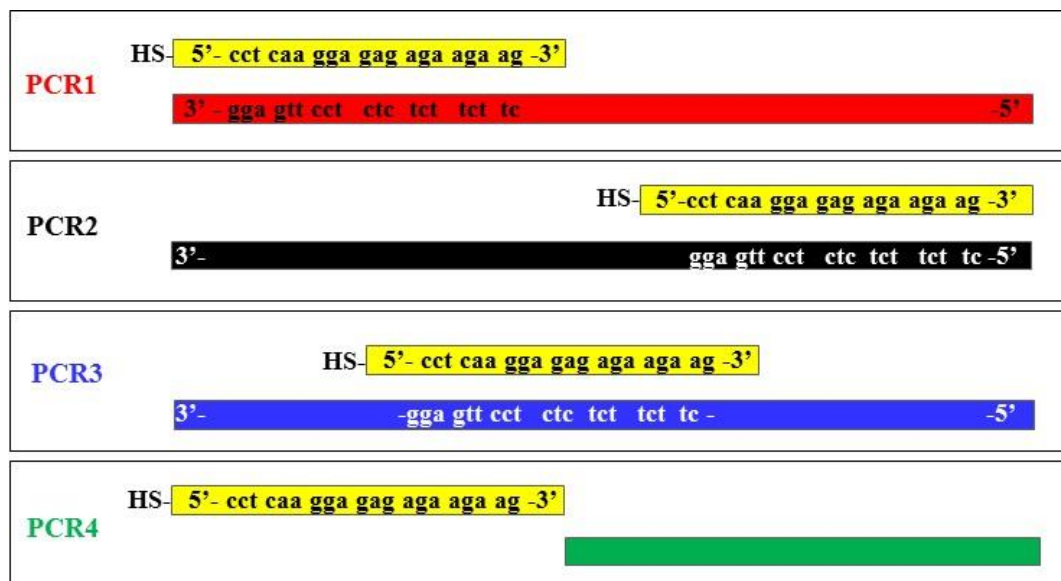 HS- 5’- cct caa gga gag aga aga ag -3’
PCR1
3’ - gga gtt cct ctc tct tct tc -5’
HS- 5’-cct caa gga gag aga aga ag -3’
PCR2
3’- gga gtt cct ctc tct tct tc -5’
HS- 5’- cct caa gga gag aga aga ag -3’
PCR3
3’- -gga gtt cct ctc tct tct tc - -5’
HS- 5’- cct caa gga gag aga aga ag -3’
PCR4